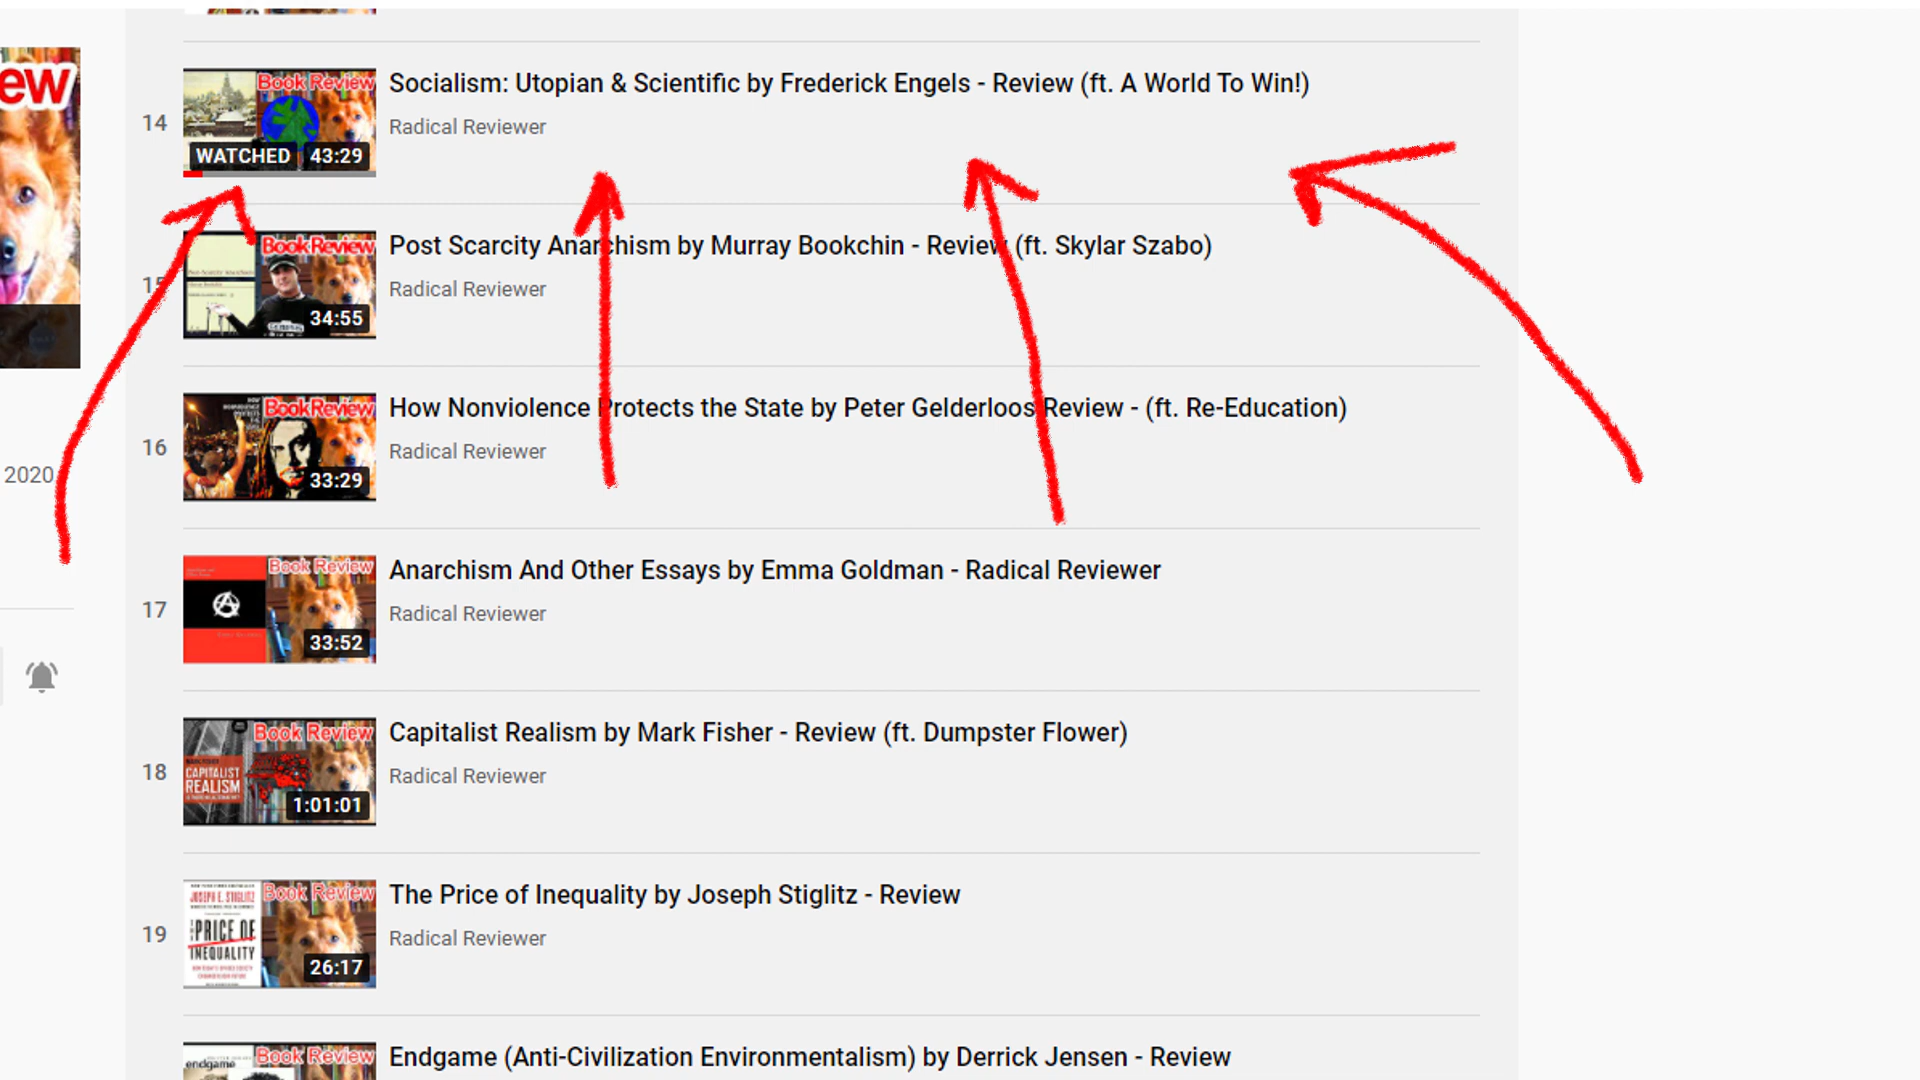 ew
2020
14
Book Review
WATCHED
43:29
Socialism: Utopian & Scientific by Frederick Engels - Review (ft. A World To Win!)
Radical Reviewer
15
Book Review
34:55
Post Scarcity Anarchism by Murray Bookchin - Review (ft. Skylar Szabo)
Radical Reviewer
16
Book Review
33:29
How Nonviolence Protects the State by Peter Gelderloos Review - (ft. Re-Education)
Radical Reviewer
17
Book Review
33:52
Anarchism And Other Essays by Emma Goldman - Radical Reviewer
Radical Reviewer
18
Book Review
CAPITALIST
REALISM
1:01:01
Capitalist Realism by Mark Fisher - Review (ft. Dumpster Flower)
Radical Reviewer
19
JOSEPH E. STIGLITZ
Book Review
PRICE OF
INEQUALITY
26:17
The Price of Inequality by Joseph Stiglitz - Review
Radical Reviewer
endgame
Book Review
Endgame (Anti-Civilization Environmentalism) by Derrick Jensen - Review